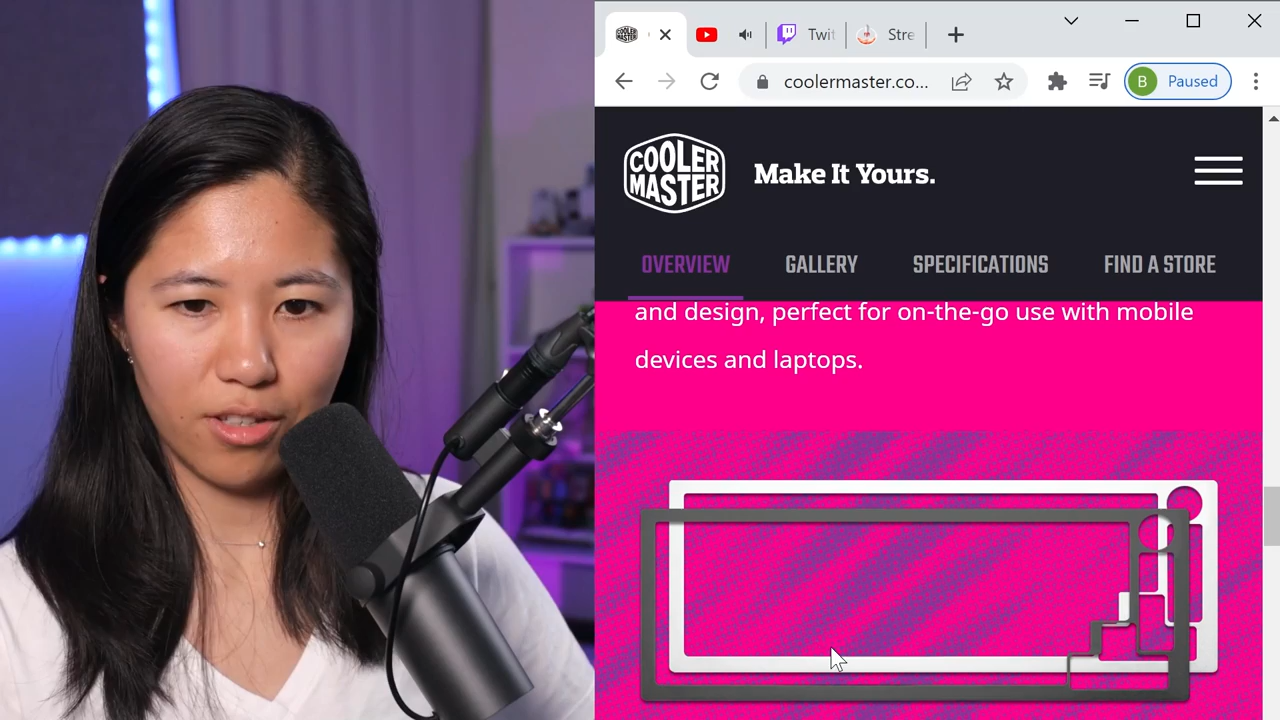 Twit
Stre
coolermaster.co...
B
Paused
COOLER
MASTER
Make It Yours.
OVERVIEW
GALLERY
SPECIFICATIONS
FIND A STORE
and design, perfect for on-the-go use with mobile
devices and laptops.